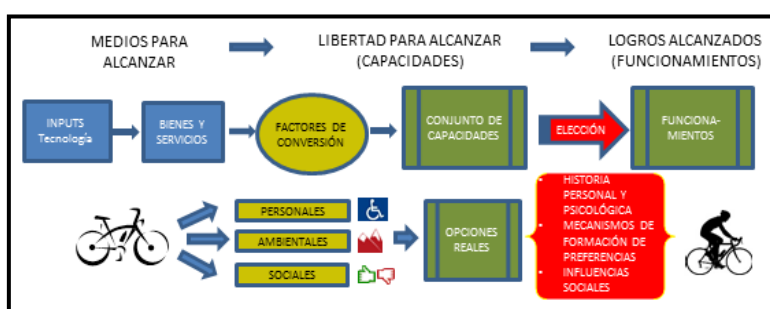 MEDIOS PARA
ALCANZAR
LIBERTAD PARA ALCANZAR
(CAPACIDADES)
LOGROS ALCANZADOS
(FUNCIONAMIENTOS)
INPUTS
Tecnología
BIENES Y
SERVICIOS
FACTORES DE
CONVERSIÓN
CONJUNTO DE
CAPACIDADES
ELECCIÓN
FUNCIONA-
MIENTOS
PERSONALES
AMBIENTALES
SOCIALES
OPCIONES
REALES
• HISTORIA
PERSONAL Y
PSICOLÓGICA
• MECANISMOS DE
FORMACIÓN DE
PREFERENCIAS
• INFLUENCIAS
SOCIALES